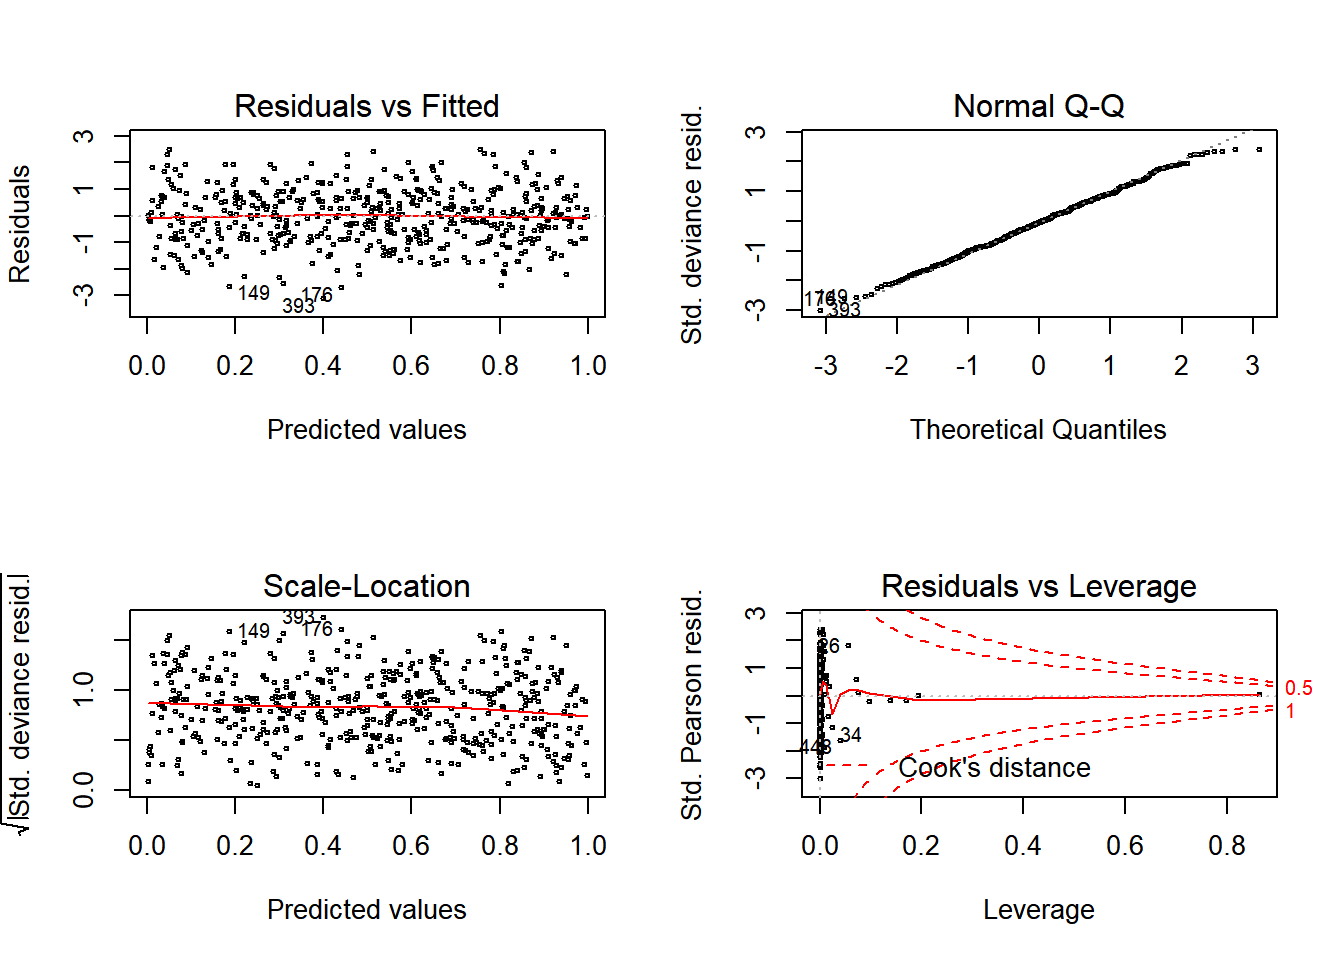 Residuals vs Fitted
Residuals
3
1
-1
-3
149
176
393
0.0 0.2 0.4 0.6 0.8 1.0
Predicted values
Normal Q-Q
Std. deviance resid.
3
1
-1
-3
176
149
393
-3 -2 -1 0 1 2 3
Theoretical Quantiles
Scale-Location
√|Std. deviance resid.|
1.0
0.0
393
149
176
0.0 0.2 0.4 0.6 0.8 1.0
Predicted values
Residuals vs Leverage
Std. Pearson resid.
3
1
-1
-3
26
34
448
Cook's distance
0.5
1
0.0 0.2 0.4 0.6 0.8
Leverage